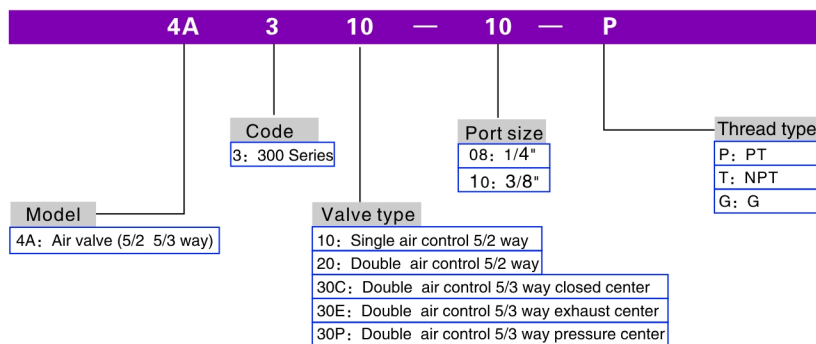 4A 3 10 — 10 — P
Code
3: 300 Series
Port size
08: 1/4"
10: 3/8"
Thread type
P: PT
T: NPT
G: G
Model
4A: Air valve (5/2 5/3 way)
Valve type
10: Single air control 5/2 way
20: Double air control 5/2 way
30C: Double air control 5/3 way closed center
30E: Double air control 5/3 way exhaust center
30P: Double air control 5/3 way pressure center